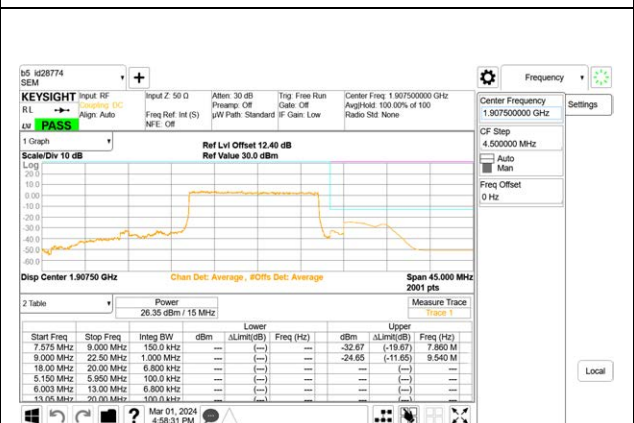 b5 id28774
SEM
Frequency
KEYSIGHT
RL
PASS
Input: RF
Coupling: DC
Align: Auto
Input Z: 50 Ω
Freq Ref: Int (S)
NFE: Off
Atten: 30 dB
Preamp: Off
µW Path: Standard
Trig: Free Run
Gate: Off
IF Gain: Low
Center Freq: 1.907500000 GHz
Avg|Hold: 100.00% of 100
Radio Std: None
Center Frequency
1.907500000 GHz
Settings
CF Step
4.500000 MHz
Auto
Man
Freq Offset
0 Hz
1 Graph
Scale/Div 10 dB
Ref Lvl Offset 12.40 dB
Ref Value 30.0 dBm
Log
20.0
10.0
0.00
-10.0
-20.0
-30.0
-40.0
-50.0
-60.0
Disp Center 1.90750 GHz
Chan Det: Average , #Offs Det: Average
Span 45.000 MHz
2001 pts
2 Table
Power
26.35 dBm / 15 MHz
Measure Trace
Trace 1
Lower Upper
Start Freq Stop Freq Integ BW dBm ΔLimit(dB) Freq (Hz) dBm ΔLimit(dB) Freq (Hz)
7.575 MHz 9.000 MHz 150.0 kHz --- (---) --- -32.67 (-19.67) 7.860 M
9.000 MHz 22.50 MHz 1.000 MHz --- (---) --- -24.65 (-11.65) 9.540 M
18.00 MHz 20.00 MHz 6.800 kHz --- (---) --- --- (---) ---
5.150 MHz 5.950 MHz 100.0 kHz --- (---) --- --- (---) ---
6.003 MHz 13.00 MHz 6.800 kHz --- (---) --- --- (---) ---
13.05 MHz 20.00 MHz 100.0 kHz --- (---) --- --- (---) ---
Local
Mar 01, 2024
4:58:31 PM